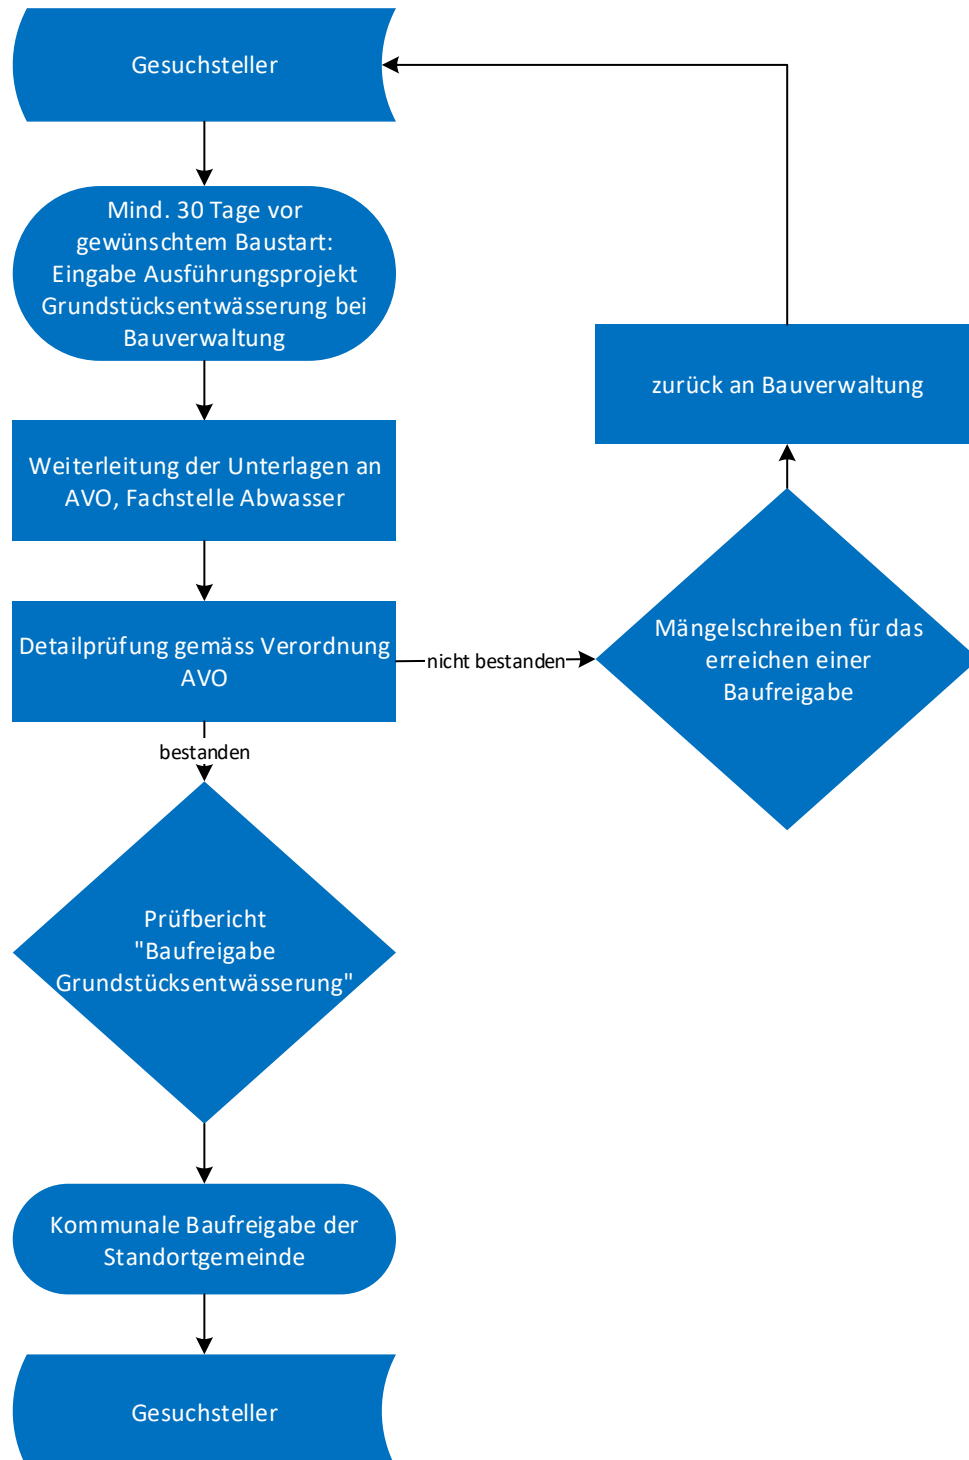 Gesuchsteller
Mind. 30 Tage vor
gewünschtem Baustart:
Eingabe Ausführungsprojekt
Grundstücksentwässerung bei
Bauverwaltung
zurück an Bauverwaltung
Weiterleitung der Unterlagen an
AVO, Fachstelle Abwasser
Detailprüfung gemäss Verordnung
AVO
nicht bestanden
Mängelschreiben für das
erreichen einer
Baufreigabe
bestanden
Prüfbericht
"Baufreigabe
Grundstücksentwässerung"
Kommunale Baufreigabe der
Standortgemeinde
Gesuchsteller